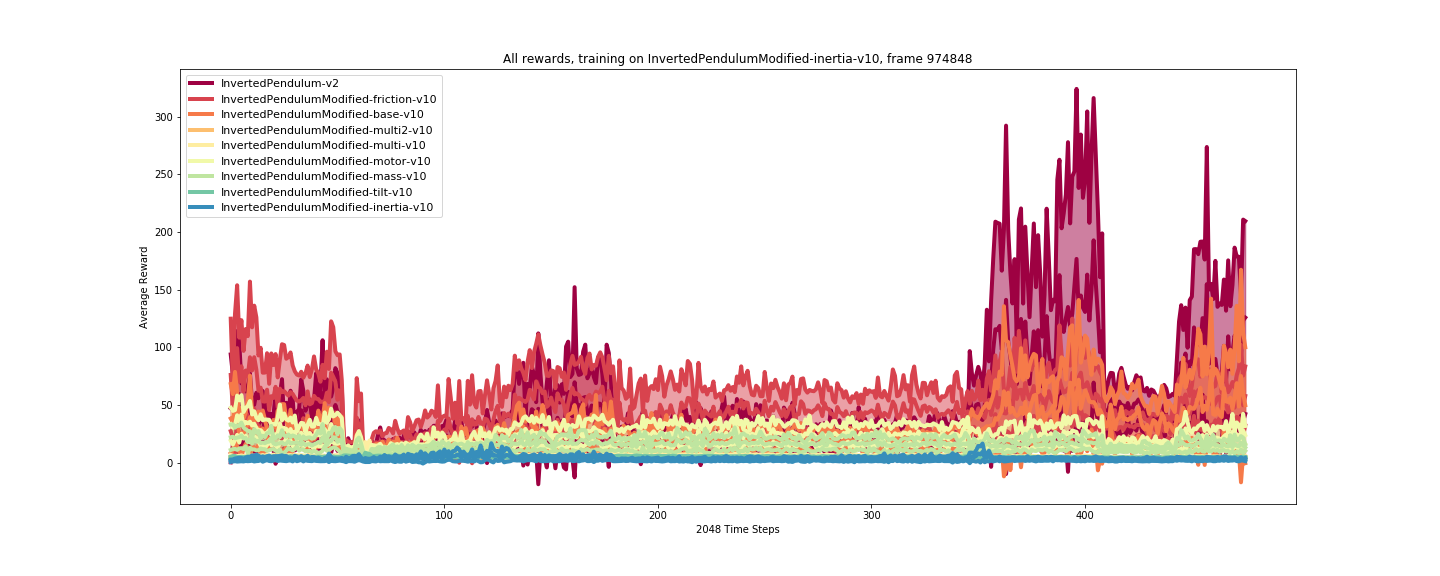 All rewards, training on InvertedPendulumModified-inertia-v10, frame 974848
InvertedPendulum-v2
InvertedPendulumModified-friction-v10
InvertedPendulumModified-base-v10
InvertedPendulumModified-multi2-v10
InvertedPendulumModified-multi-v10
InvertedPendulumModified-motor-v10
InvertedPendulumModified-mass-v10
InvertedPendulumModified-tilt-v10
InvertedPendulumModified-inertia-v10
Average Reward
300
250
200
150
100
50
0
0 100 200 300 400
2048 Time Steps